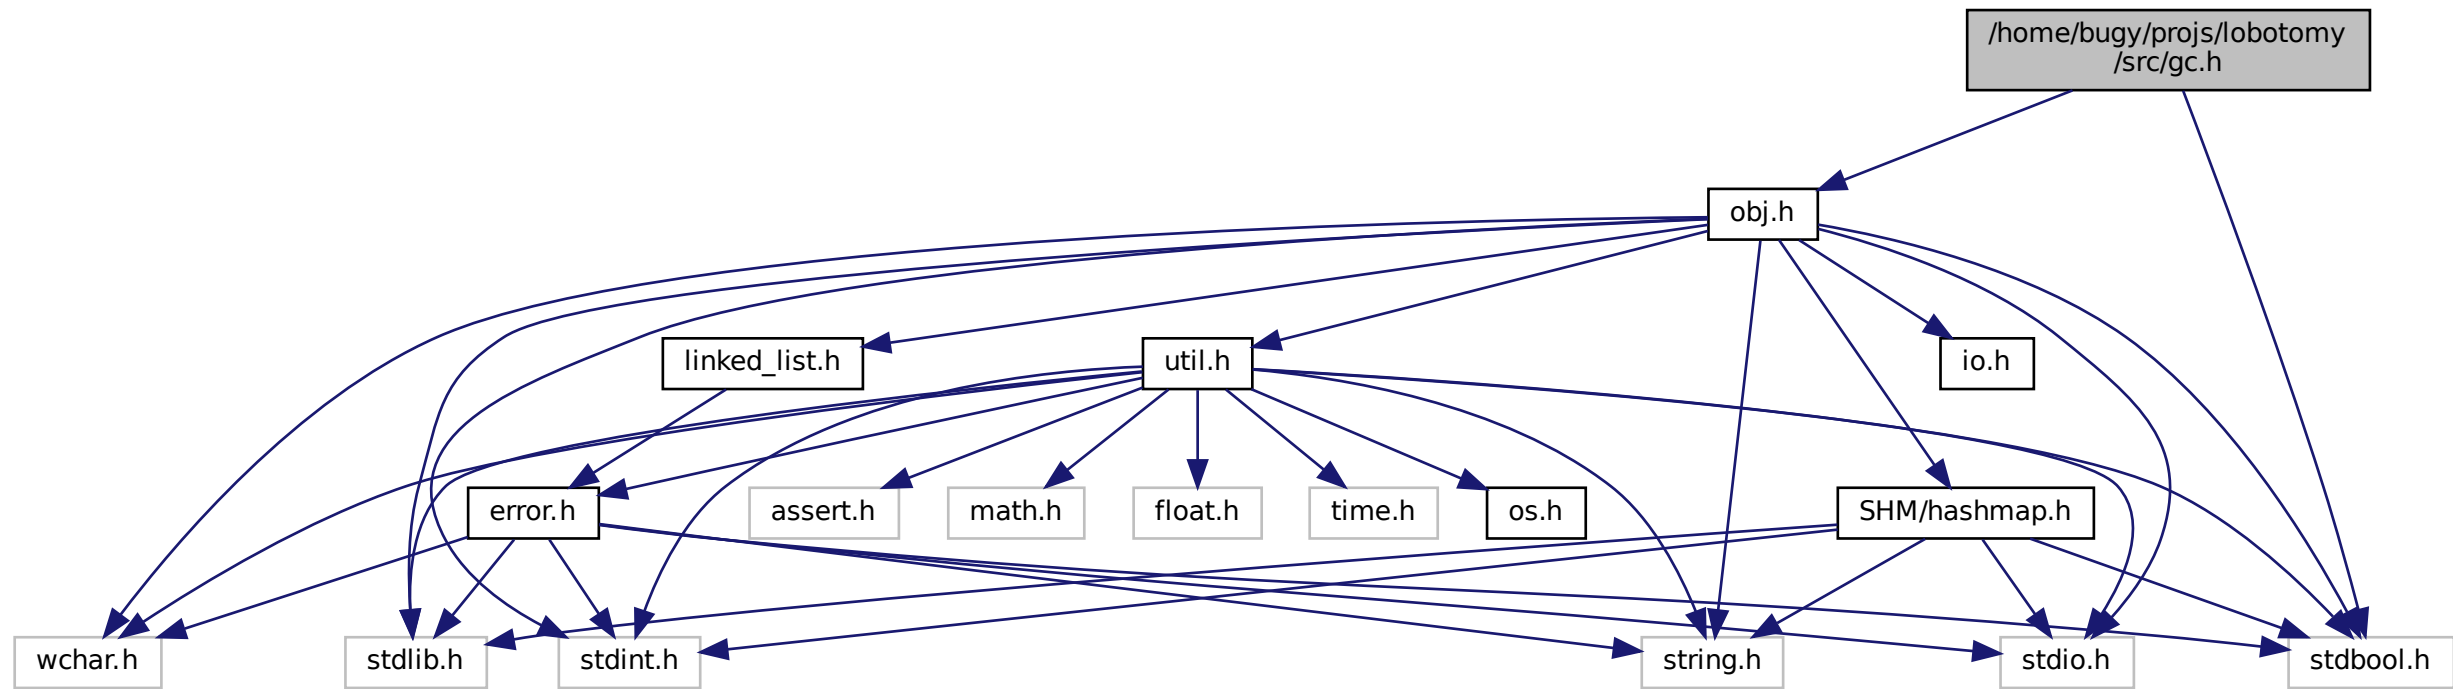 /home/bugy/projs/lobotomy
/src/gc.h
obj.h
linked_list.h
util.h
io.h
error.h
assert.h
math.h
float.h
time.h
os.h
SHM/hashmap.h
wchar.h
stdlib.h
stdint.h
string.h
stdio.h
stdbool.h